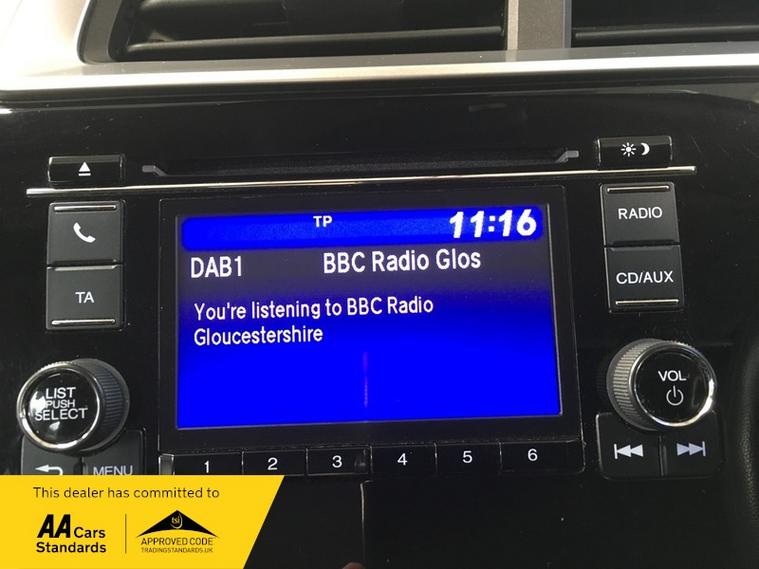 RADIO
TP 11:16
DAB1 BBC Radio Glos
TA
CD/AUX
You're listening to BBC Radio
Gloucestershire
LIST
PUSH
SELECT
VOL
MENU
1 2 3 4 5 6
This dealer has committed to
AA Cars
Standards
tsi
APPROVED CODE
TRADINGSTANDARDS.UK